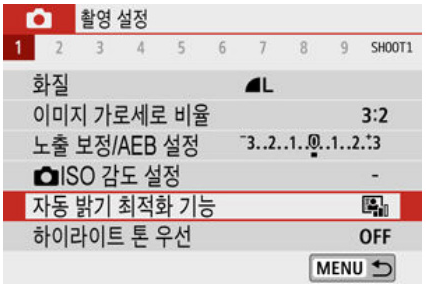 촬영 설정
1 2 3 4 5 6 7 8 9 SHOOT1
화질 L
이미지 가로세로 비율 3:2
노출 보정/AEB 설정 -3..2..1..0..1..2.+3
ISO 감도 설정 -
자동 밝기 최적화 기능
하이라이트 톤 우선 OFF
MENU